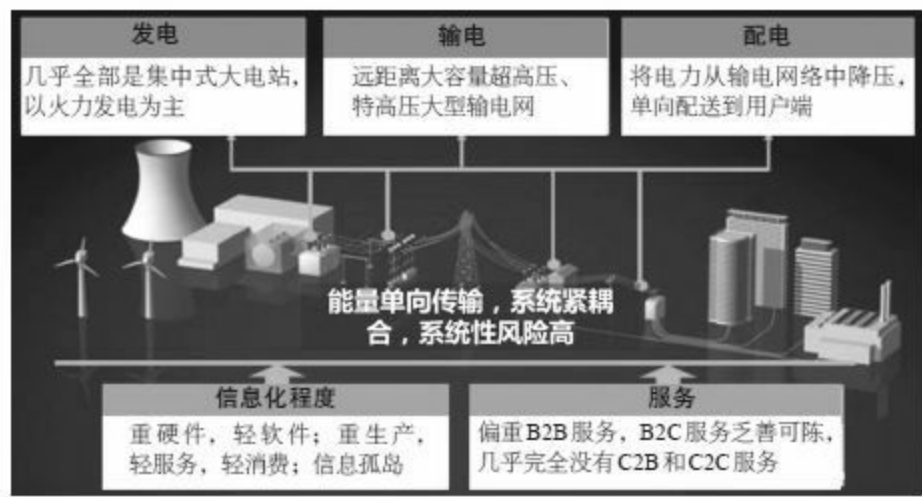 发电
几乎全部是集中式大电站，
以火力发电为主
输电
远距离大容量超高压、
特高压大型输电网
配电
将电力从输电网络中降压，
单向配送到用户端
能量单向传输，系统紧耦
合，系统性风险高
信息化程度
重硬件，轻软件；重生产，
轻服务，轻消费；信息孤岛
服务
偏重B2B服务，B2C服务乏善可陈，
几乎完全没有C2B和C2C服务